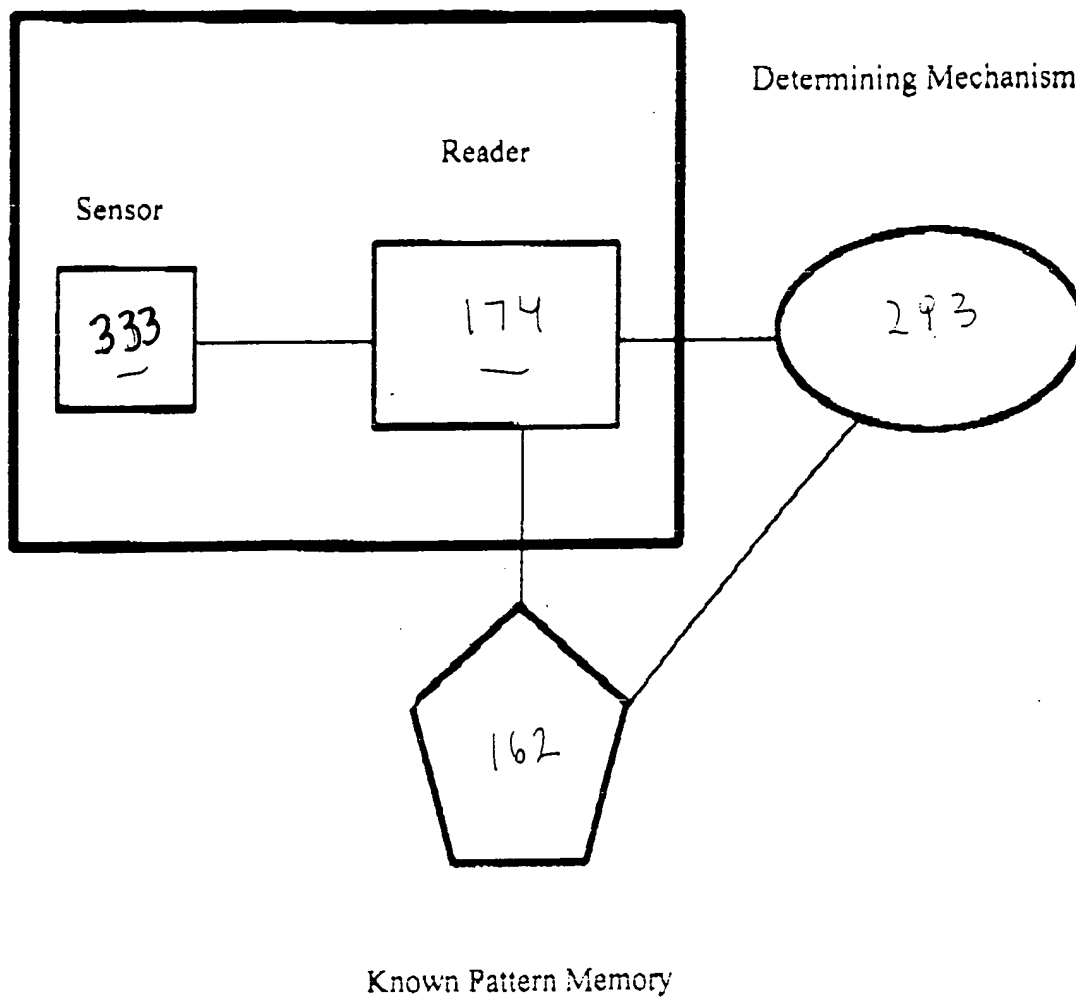 Determining Mechanism
Reader
Sensor
333
174
293
162
Known Pattern Memory